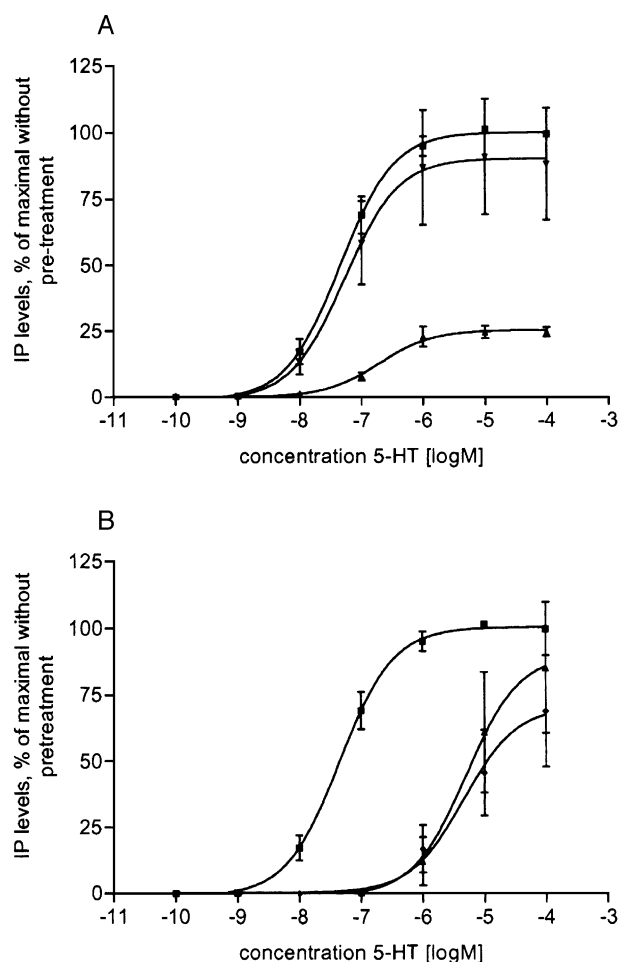 A
125
100
75
50
25
0
-11 -10 -9 -8 -7 -6 -5 -4 -3
IP levels, % of maximal without
pre-treatment
concentration 5-HT [logM]
B
125
100
75
50
25
0
-11 -10 -9 -8 -7 -6 -5 -4 -3
IP levels, % of maximal without
pretreatment
concentration 5-HT [logM]